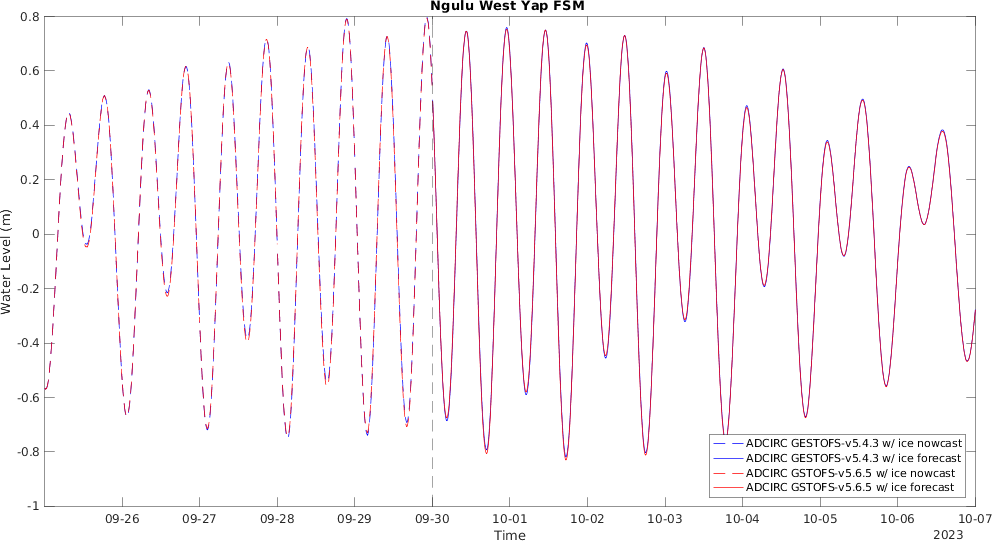 Ngulu West Yap FSM
0.8
0.6
0.4
0.2
0
-0.2
-0.4
-0.6
-0.8
-1
Water Level (m)
ADCIRC GESTOFS-v5.4.3 w/ ice nowcast
ADCIRC GESTOFS-v5.4.3 w/ ice forecast
ADCIRC GSTOFS-v5.6.5 w/ ice nowcast
ADCIRC GSTOFS-v5.6.5 w/ ice forecast
09-26 09-27 09-28 09-29 09-30 10-01 10-02 10-03 10-04 10-05 10-06 10-07
Time
2023